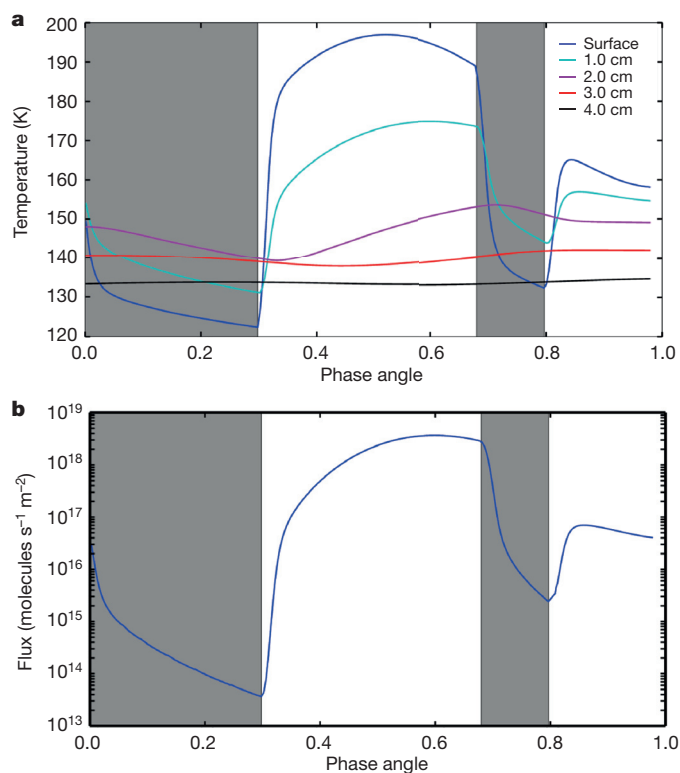 a
200
190
180
170
160
150
140
130
120
Temperature (K)
Surface
1.0 cm
2.0 cm
3.0 cm
4.0 cm
0.0 0.2 0.4 0.6 0.8 1.0
Phase angle
b
10¹⁹
10¹⁸
10¹⁷
10¹⁶
10¹⁵
10¹⁴
10¹³
Flux (molecules s⁻¹ m⁻²)
0.0 0.2 0.4 0.6 0.8 1.0
Phase angle